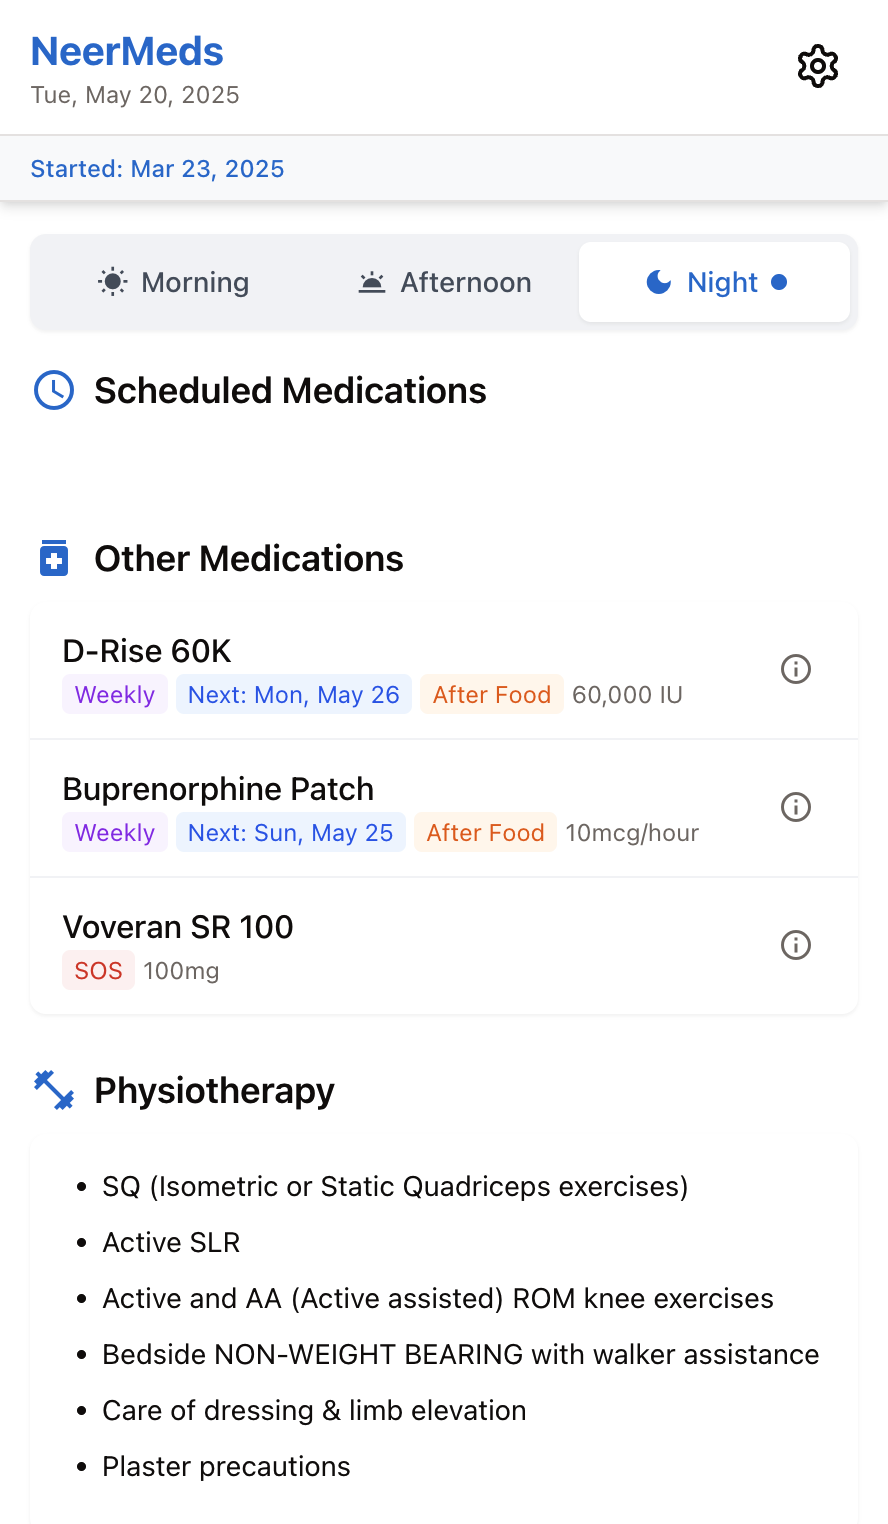 NeerMeds
Tue, May 20, 2025
Started: Mar 23, 2025
Morning Afternoon Night
Scheduled Medications
Other Medications
D-Rise 60K
Weekly Next: Mon, May 26 After Food 60,000 IU
Buprenorphine Patch
Weekly Next: Sun, May 25 After Food 10mcg/hour
Voveran SR 100
SOS 100mg
Physiotherapy
• SQ (Isometric or Static Quadriceps exercises)
• Active SLR
• Active and AA (Active assisted) ROM knee exercises
• Bedside NON-WEIGHT BEARING with walker assistance
• Care of dressing & limb elevation
• Plaster precautions